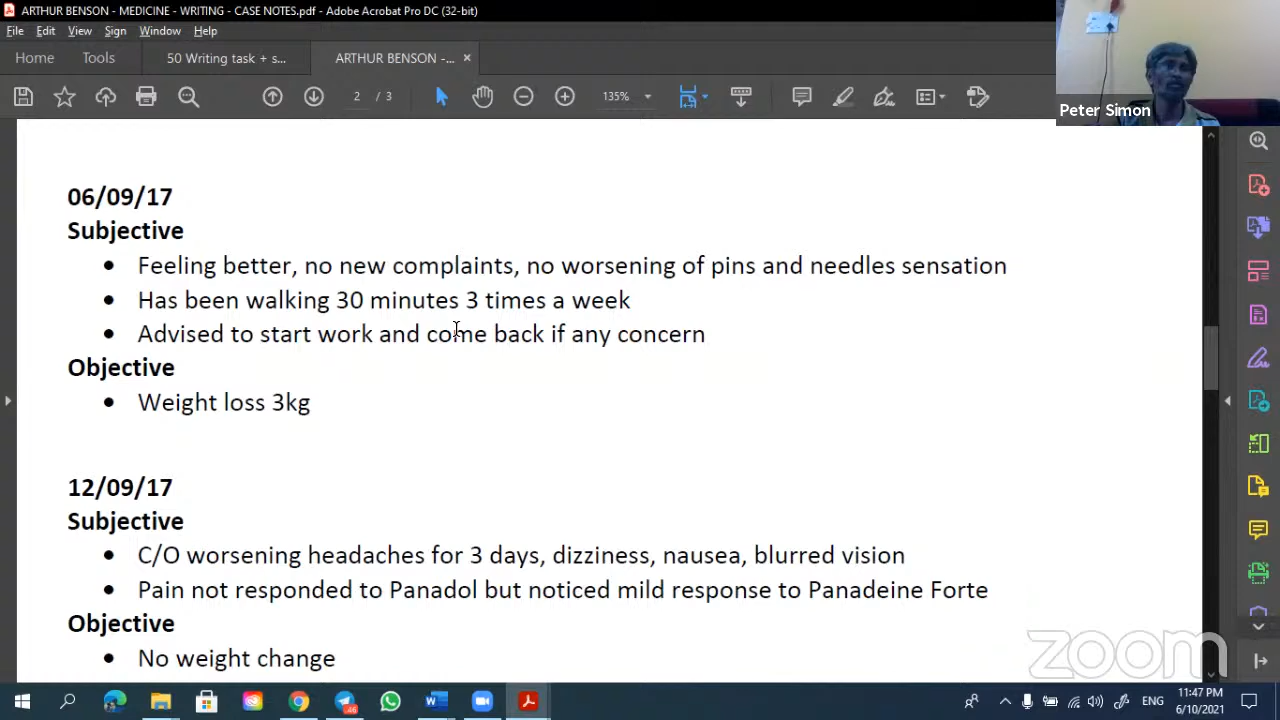 ARTHUR BENSON - MEDICINE - WRITING - CASE NOTES.pdf - Adobe Acrobat Pro DC (32-bit)
File Edit View Sign Window Help
Home Tools 50 Writing task + s... ARTHUR BENSON -... ×
2 / 3 135%
Peter Simon
06/09/17
Subjective
• Feeling better, no new complaints, no worsening of pins and needles sensation
• Has been walking 30 minutes 3 times a week
• Advised to start work and come back if any concern
Objective
• Weight loss 3kg
12/09/17
Subjective
• C/O worsening headaches for 3 days, dizziness, nausea, blurred vision
• Pain not responded to Panadol but noticed mild response to Panadeine Forte
Objective
• No weight change
zoom
46
ENG
11:47 PM
6/10/2021